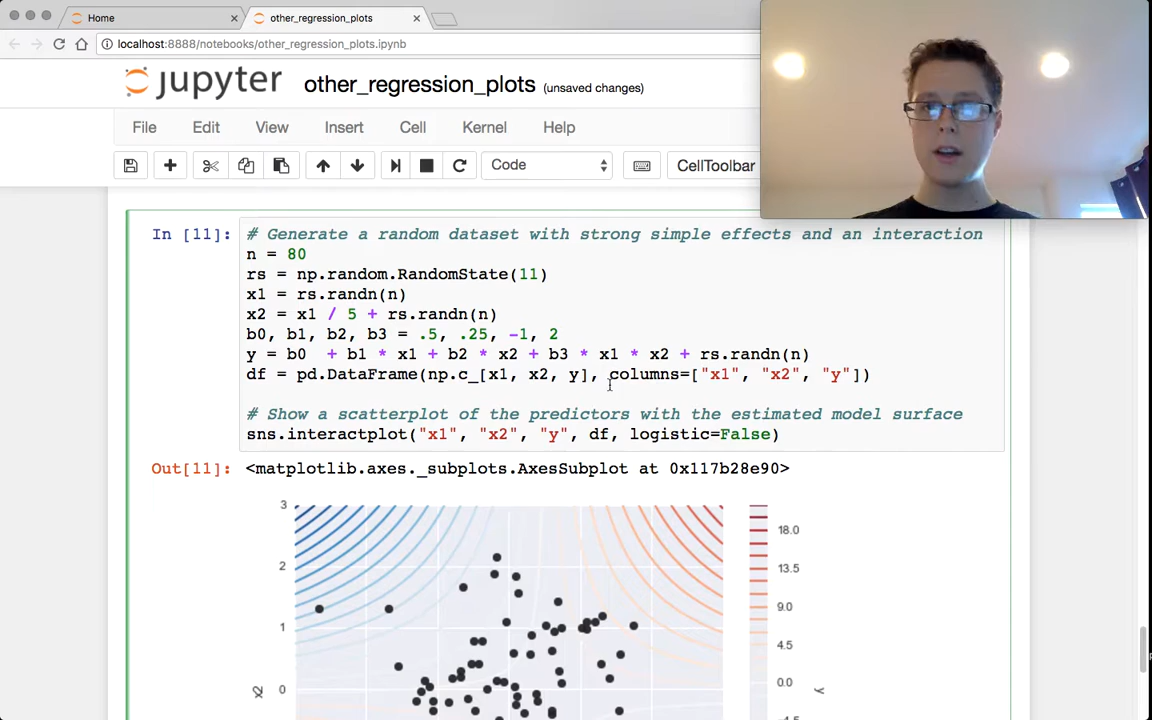 Home
other_regression_plots
localhost:8888/notebooks/other_regression_plots.ipynb
jupyter other_regression_plots (unsaved changes)
File Edit View Insert Cell Kernel Help
Code CellToolbar
In [11]: # Generate a random dataset with strong simple effects and an interaction
n = 80
rs = np.random.RandomState(11)
x1 = rs.randn(n)
x2 = x1 / 5 + rs.randn(n)
b0, b1, b2, b3 = .5, .25, -1, 2
y = b0  + b1 * x1 + b2 * x2 + b3 * x1 * x2 + rs.randn(n)
df = pd.DataFrame(np.c_[x1, x2, y], columns=["x1", "x2", "y"])
# Show a scatterplot of the predictors with the estimated model surface
sns.interactplot("x1", "x2", "y", df, logistic=False)
Out[11]: <matplotlib.axes._subplots.AxesSubplot at 0x117b28e90>
3
2
1
0
x2
18.0
13.5
9.0
4.5
0.0
y